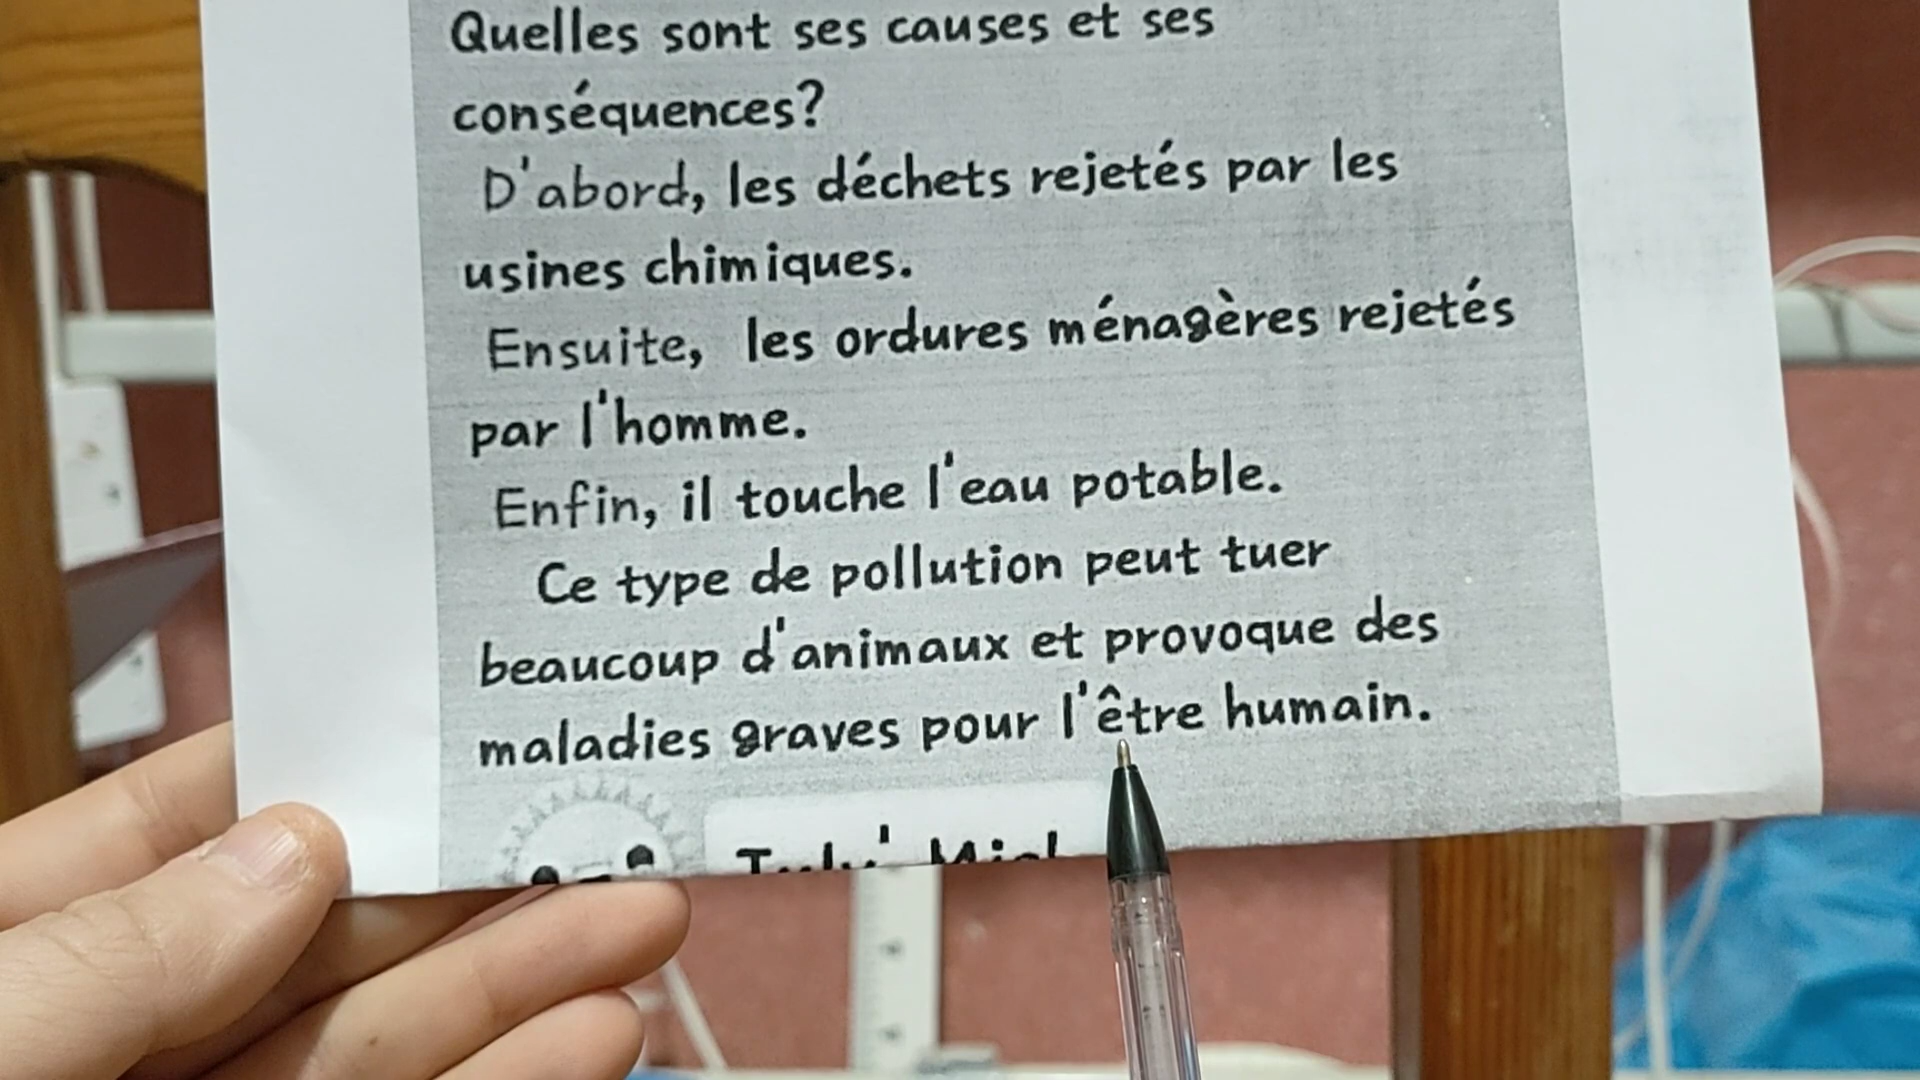 Quelles sont ses causes et ses
conséquences?
D'abord, les déchets rejetés par les
usines chimiques.
Ensuite, les ordures ménagères rejetés
par l'homme.
Enfin, il touche l'eau potable.
Ce type de pollution peut tuer
beaucoup d'animaux et provoque des
maladies graves pour l'être humain.